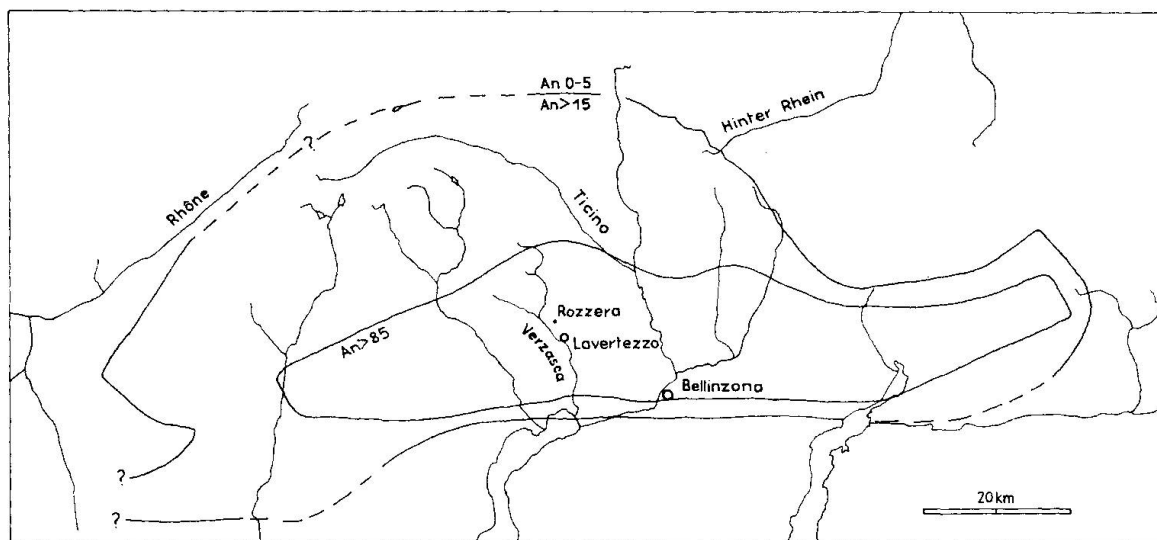 An 0-5
An>15
Hinter Rhein
?
Rhône
Ticino
Rozzera
An>85
Verzasca
Lavertezzo
Bellinzona
?
?
20 km